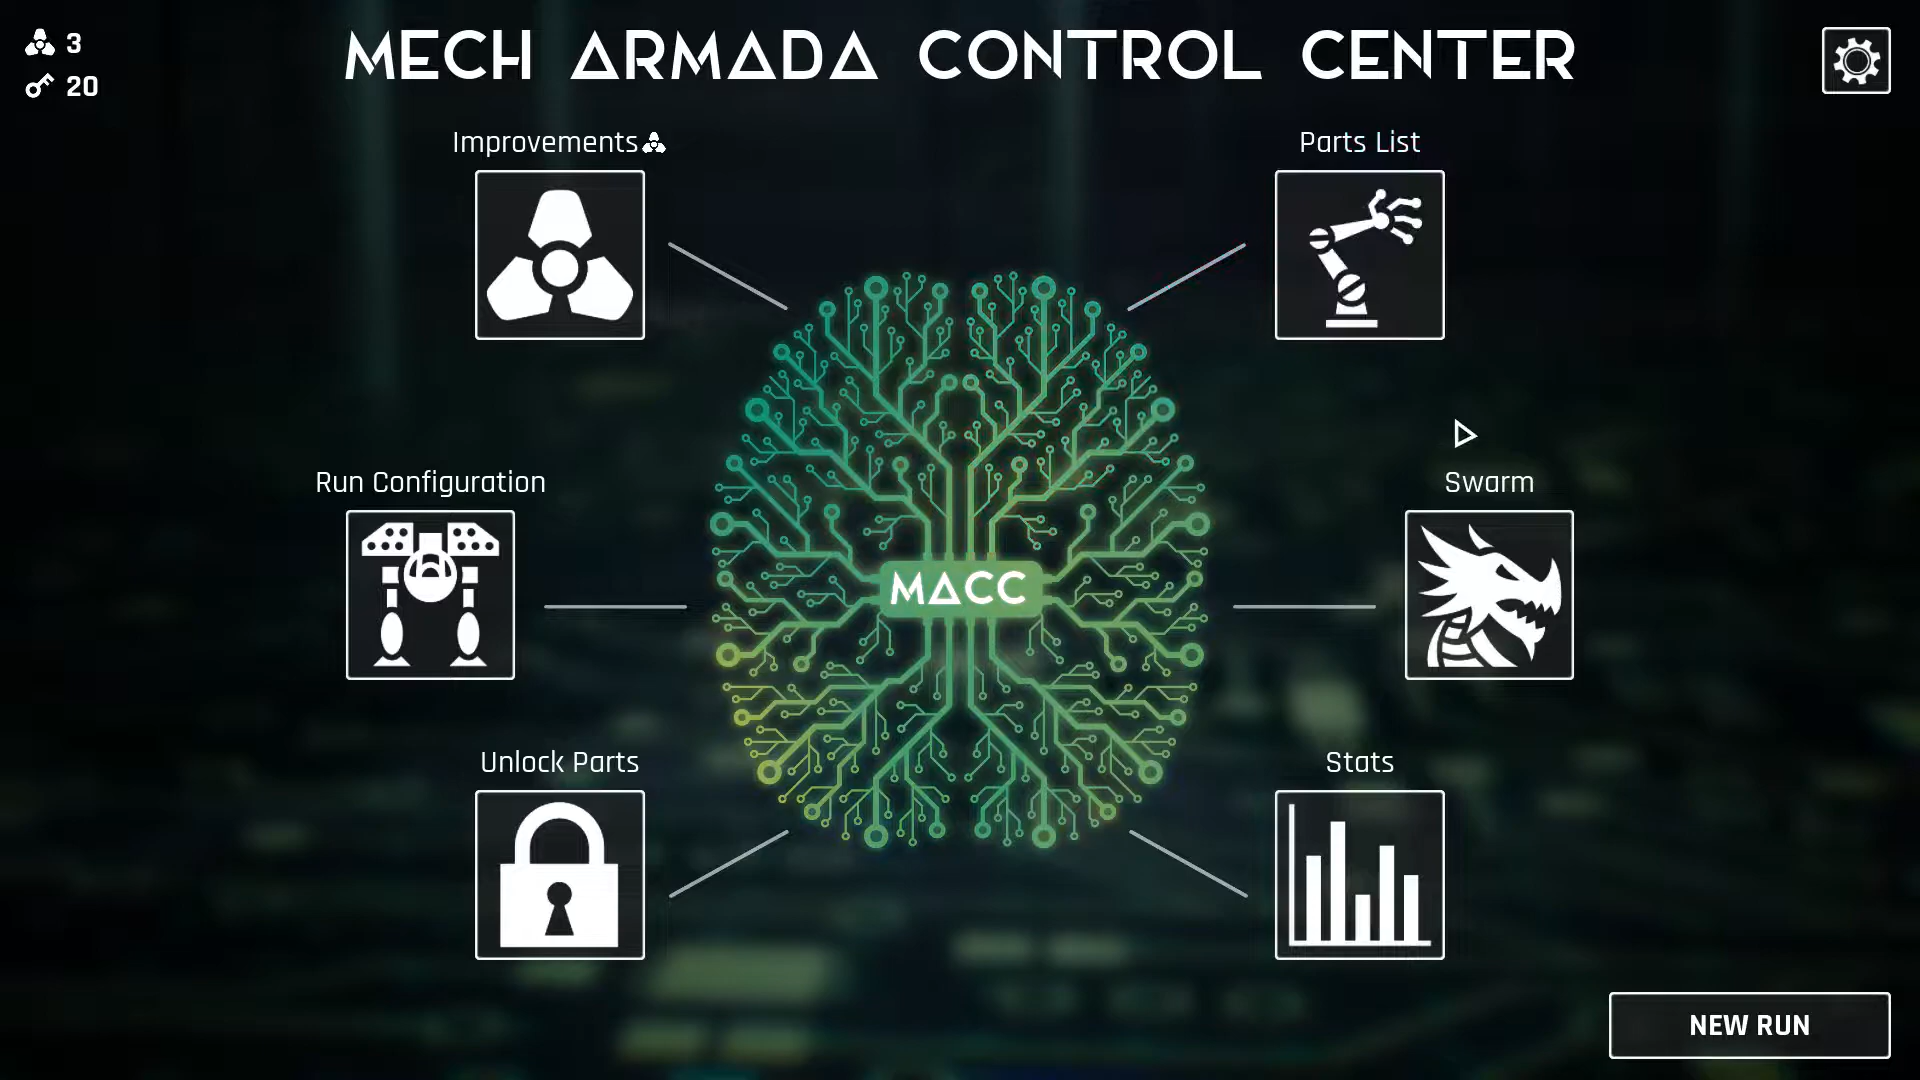 3
20
MECH ARMADA CONTROL CENTER
Improvements
Parts List
Run Configuration
Swarm
MACC
Unlock Parts
Stats
NEW RUN